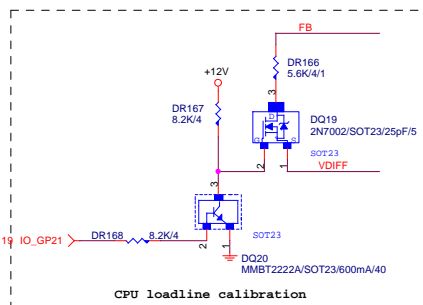 FB
DR166
5.6K/4/1
+12V
3
DR167
8.2K/4
D
DQ19
2N7002/SOT23/25pF/5
G
S
SOT23
2
1
VDIFF
3
19 IO_GP21
DR168
8.2K/4
SOT23
2
1
DQ20
MMBT2222A/SOT23/600mA/40
CPU loadline calibration